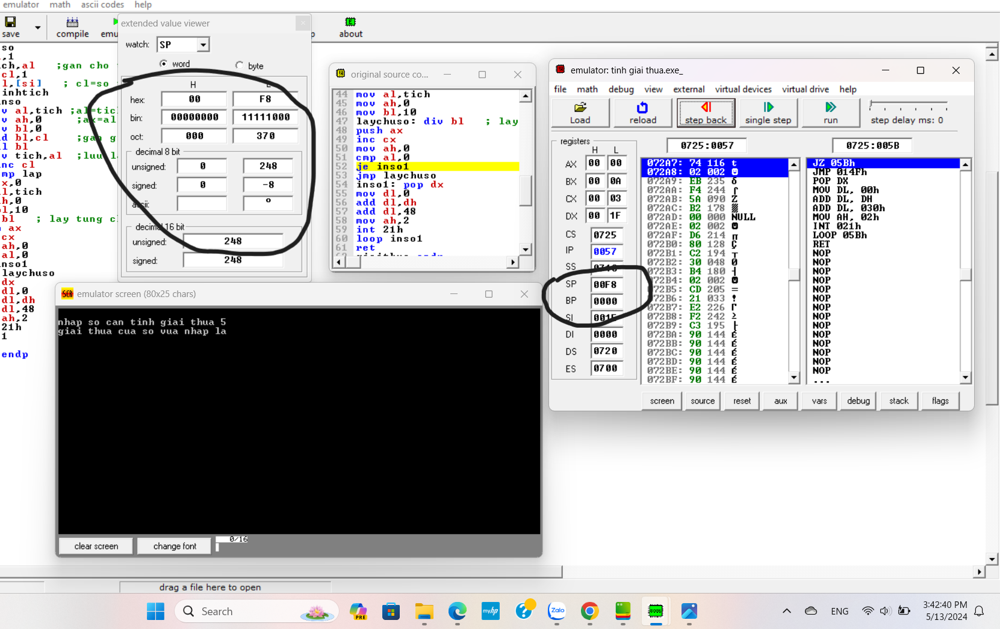 emulator math ascii codes help
save compile emu about
so
,1
ch,al ;gan cho
cl,1
l,[si] ; cl=so
inhtich
nso
v al,tich ;al=tic
v ah,0 ;ax=al
v bl,0
d bl,cl ;gan g
l bl
v tich,al ;luu l
nc cl
mp lap
x,0
l,tich
h,0
l,10
bl ; lay tung c
ax
cx
ah,0
al,0
nso1
laychuso
dx
dl,0
dl,dh
dl,48
ah,2
21h
1
endp
extended value viewer
watch: SP
word byte
H
hex: 00 F8
bin: 00000000 11111000
oct: 000 370
decimal 8 bit
unsigned: 0 248
signed: 0 -8
ascii: °
decimal 16 bit
unsigned: 248
signed: 248
original source co...
44 mov al,tich
45 mov ah,0
46 mov bl,10
47 laychuso: div bl ; lay
48 push ax
49 inc cx
50 mov ah,0
51 cmp al,0
52 je inso1
53 jmp laychuso
54 inso1: pop dx
55 mov dl,0
56 add dl,dh
57 add dl,48
58 mov ah,2
59 int 21h
60 loop inso1
61 ret
emulator: tinh giai thua.exe_
file math debug view external virtual devices virtual drive help
Load reload step back single step run step delay ms: 0
registers 0725:0057 0725:005B
H L
AX 00 00
BX 00 0A
CX 00 03
DX 00 1F
CS 0725
IP 0057
SS
SP 00F8
BP 0000
SI
DI 0000
DS 0720
ES 0700
072A7: 74 116 t
072A8: 02 002 ☻
072A9: EB 235 δ
072AA: F4 244 ⌠
072AB: 5A 090 Z
072AC: B2 178 ▓
072AD: 00 000 NULL
072AE: 02 002 ☻
072AF: D6 214 ╓
072B0: 80 128 Ç
072B1: C2 194 ┬
072B2: 30 048 0
072B3: B4 180 ┤
072B4: 02 002 ☻
072B5: CD 205 =
072B6: 21 033 !
072B7: E2 226 Γ
072B8: F2 242 ≥
072B9: C3 195 ├
072BA: 90 144 É
072BB: 90 144 É
072BC: 90 144 É
072BD: 90 144 É
072BE: 90 144 É
072BF: 90 144 É
JZ 05Bh
JMP 014Fh
POP DX
MOV DL, 00h
ADD DL, DH
ADD DL, 030h
MOV AH, 02h
INT 021h
LOOP 05Bh
RET
NOP
NOP
NOP
NOP
NOP
NOP
NOP
NOP
NOP
NOP
NOP
NOP
NOP
NOP
...
screen source reset aux vars debug stack flags
emulator screen (80x25 chars)
nhap so can tinh giai thua 5
giai thua cua so vua nhap la
clear screen change font 0/16
drag a file here to open
Search
PRE
myhp
Zalo
8086
ENG
3:42:40 PM
5/13/2024